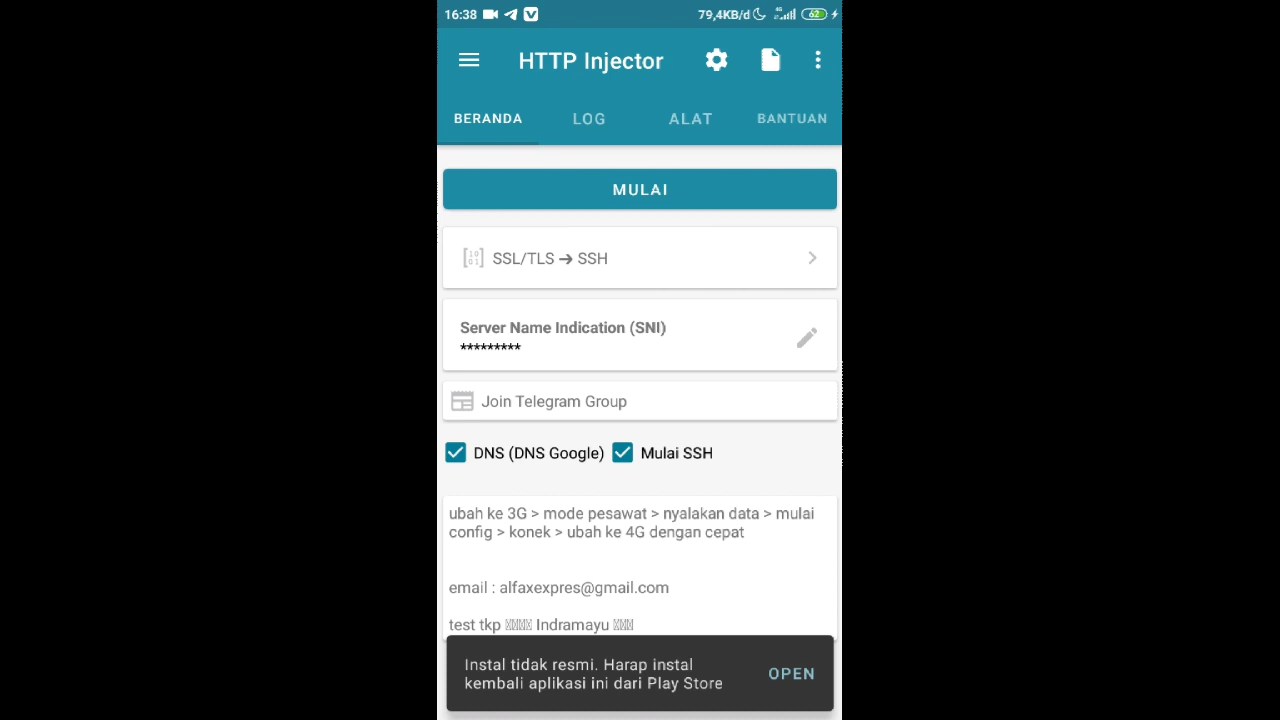 16:38 79,4KB/d 4G 62
HTTP Injector
BERANDA LOG ALAT BANTUAN
MULAI
SSL/TLS ➔ SSH
Server Name Indication (SNI)
*********
Join Telegram Group
DNS (DNS Google) Mulai SSH
ubah ke 3G > mode pesawat > nyalakan data > mulai
config > konek > ubah ke 4G dengan cepat
email : alfaxexpres@gmail.com
test tkp Indramayu
Instal tidak resmi. Harap instal
kembali aplikasi ini dari Play Store
OPEN